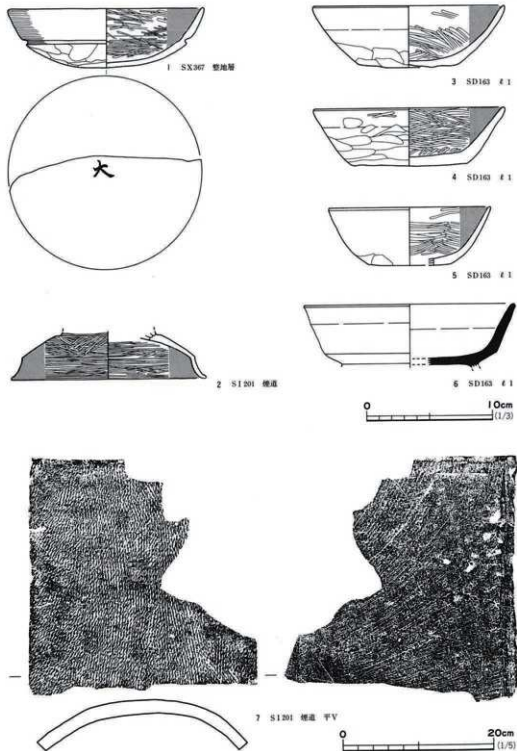 1 SX367 整地層
大
2 SI201 煙道
3 SD163 ℓ1
4 SD163 ℓ1
5 SD163 ℓ1
6 SD163 ℓ1
0 10cm
(1/3)
7 SI201 煙道 平V
0 20cm
(1/5)